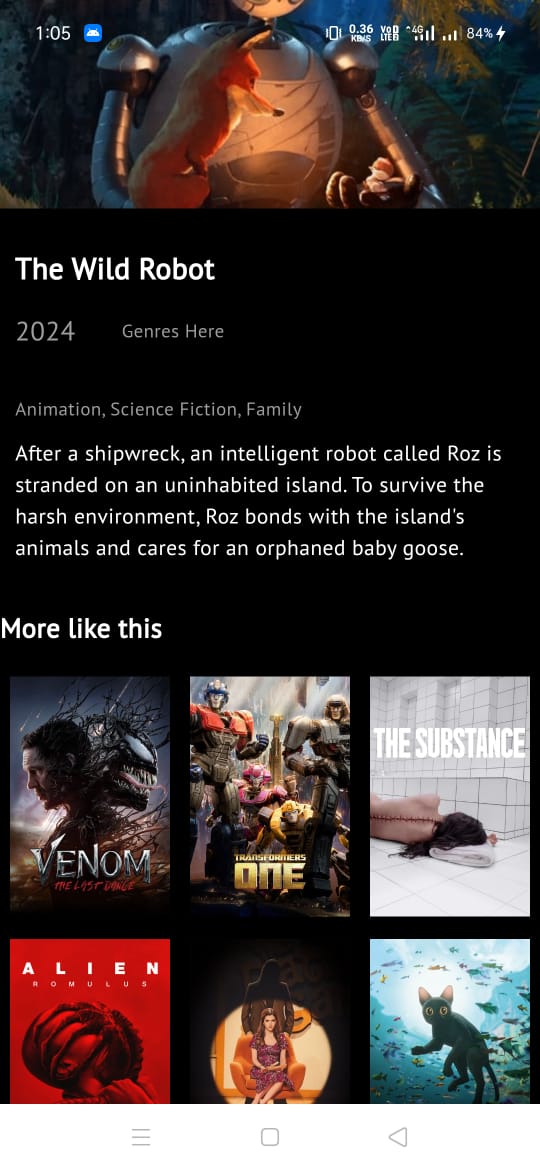 1:05 0.36 KB/S Vo LTE 4G 84%
The Wild Robot
2024 Genres Here
Animation, Science Fiction, Family
After a shipwreck, an intelligent robot called Roz is
stranded on an uninhabited island. To survive the
harsh environment, Roz bonds with the island's
animals and cares for an orphaned baby goose.
More like this
VENOM
THE LAST DANCE
TRANSFORMERS
ONE
THE SUBSTANCE
ALIEN
ROMULUS